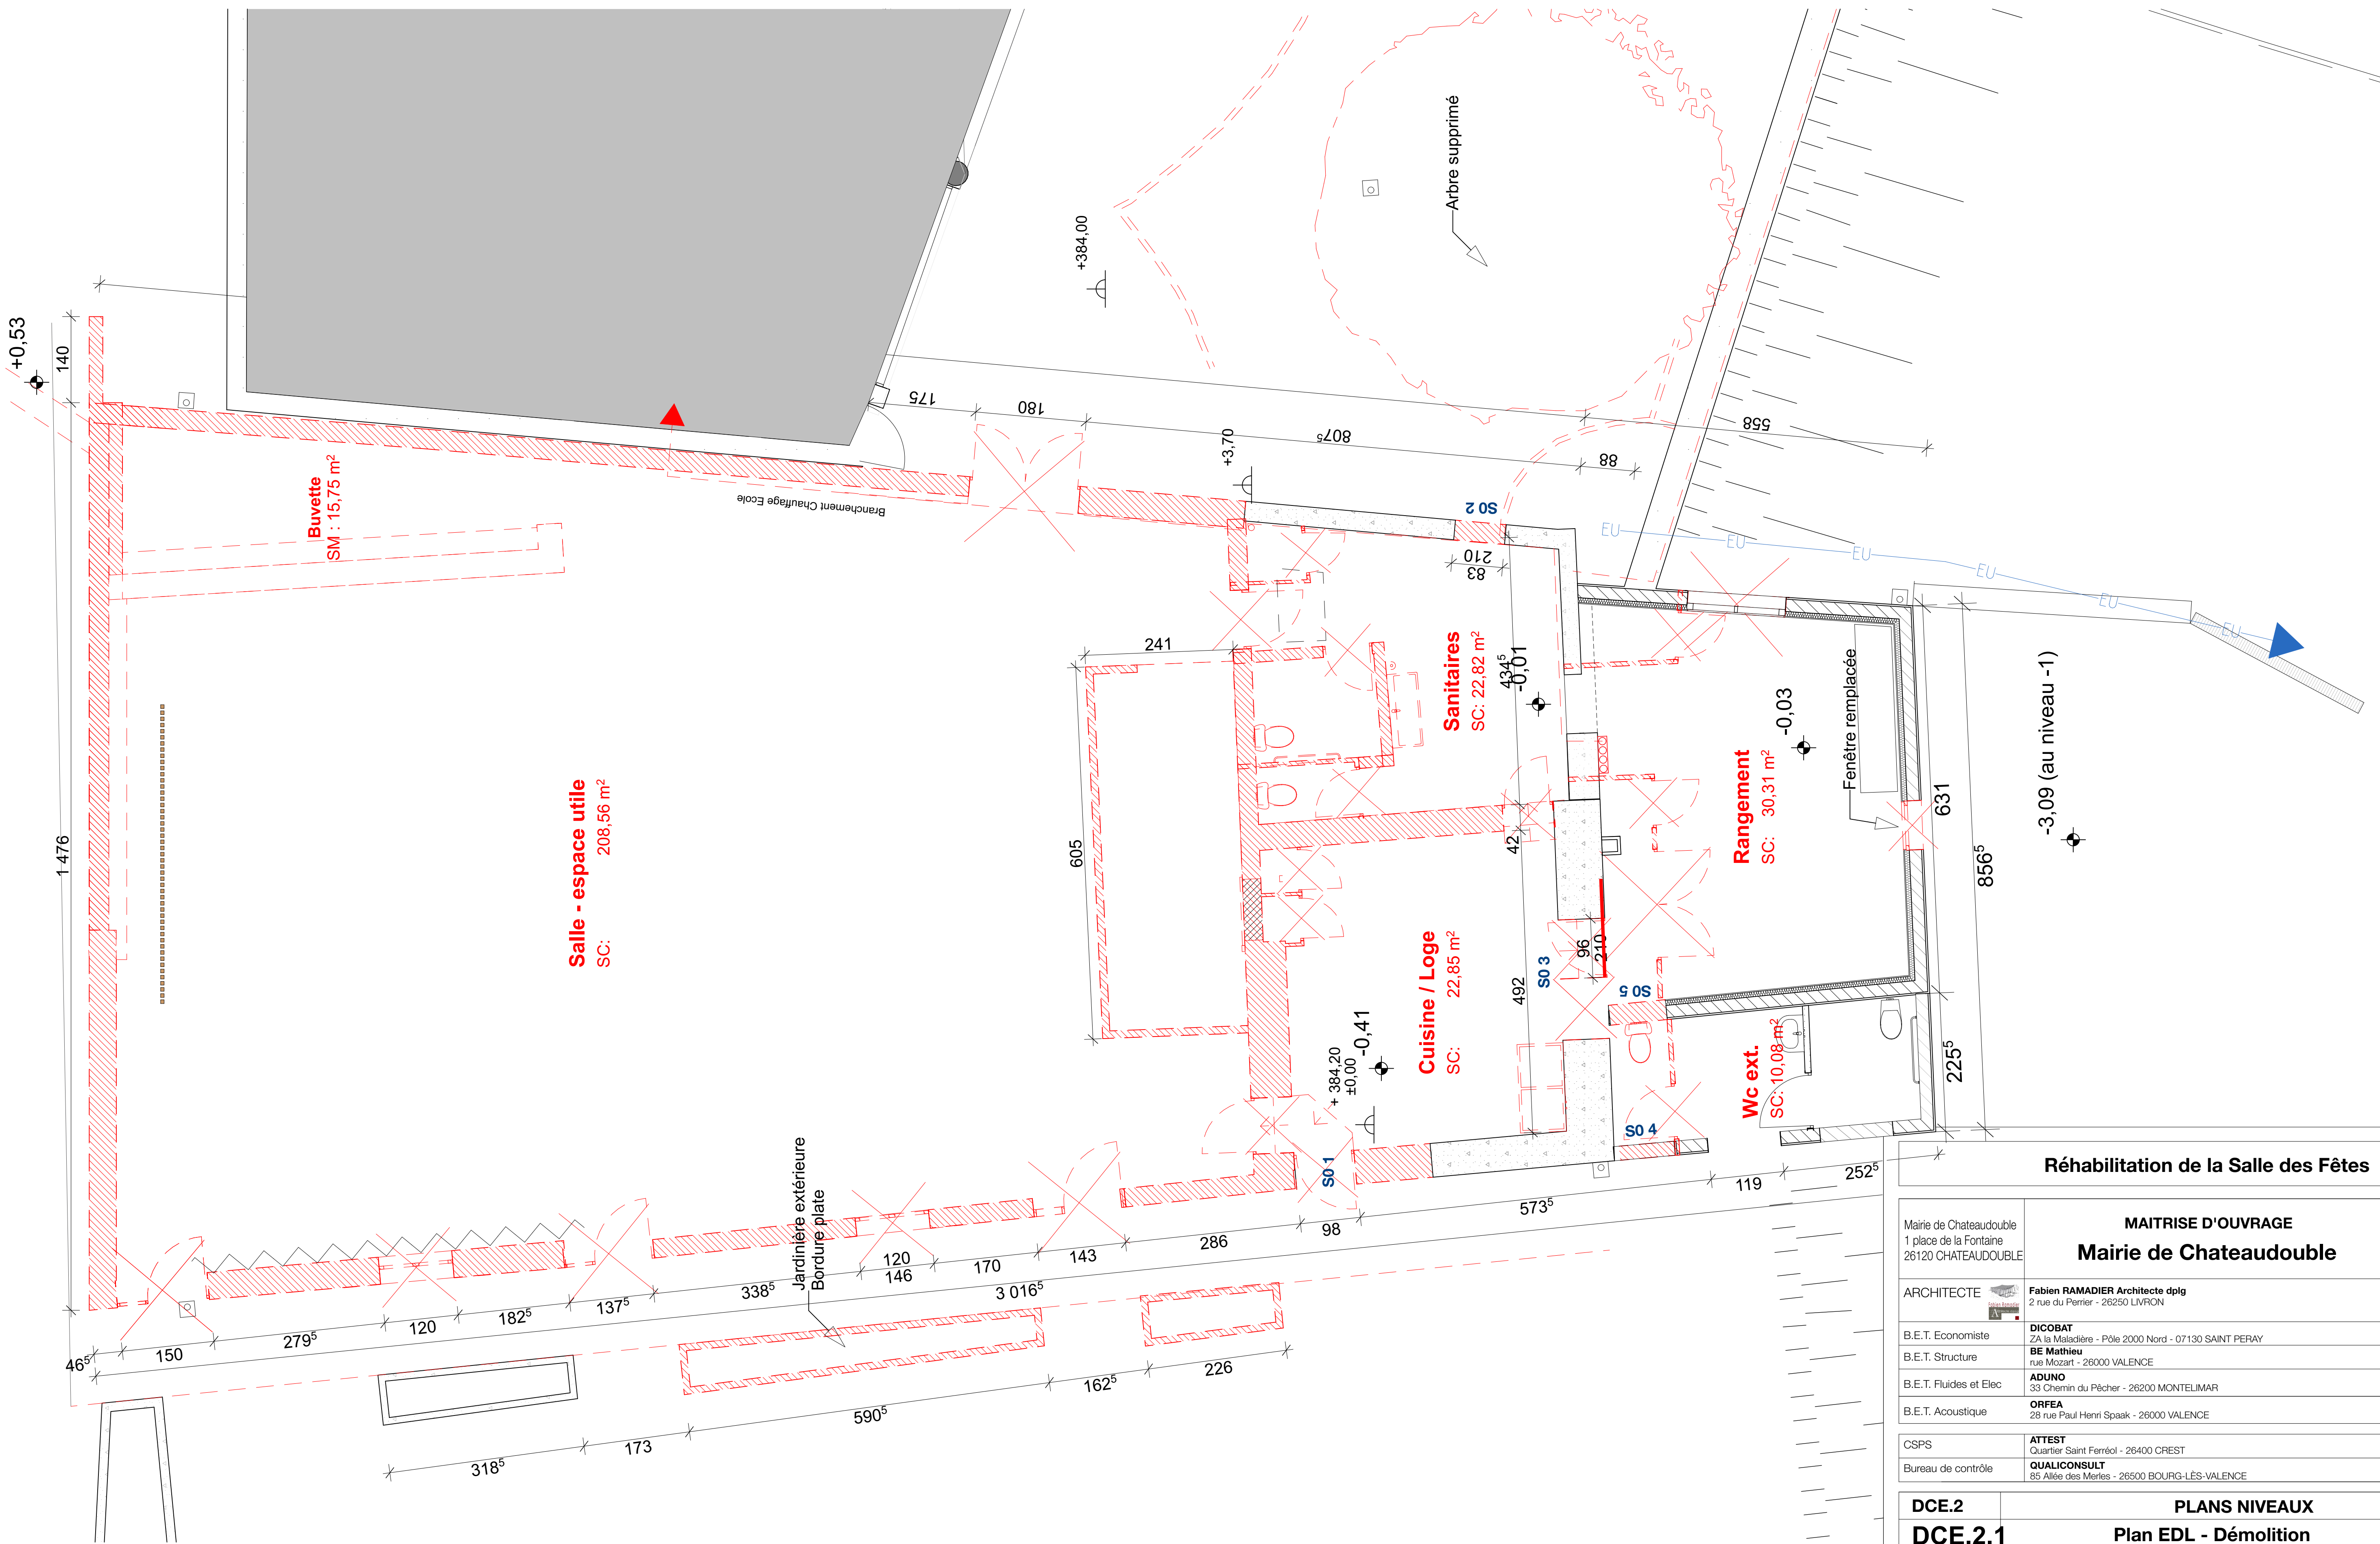 +0,53
140
1 476
Buvette
SM : 15,75 m²
Salle - espace utile
SC: 208,56 m²
Branchement Chauffage Ecole
+384,00
Arbre supprimé
175
180
807⁵
558
88
+3,70
S0 2
210
83
EU
EU
EU
EU
EU
EU
241
605
Sanitaires
SC: 22,82 m²
434⁵
-0,01
-0,03
Fenêtre remplacée
Rangement
SC: 30,31 m²
631
856⁵
-3,09 (au niveau -1)
42
492
96
210
S0 3
S0 5
Cuisine / Loge
SC: 22,85 m²
-0,41
+ 384,20
±0,00
S0 1
S0 4
Wc ext.
SC: 10,08 m²
225⁵
46⁵
150
279⁵
120
182⁵
137⁵
338⁵
120
146
170
143
286
98
573⁵
119
252⁵
3 016⁵
Jardinière extérieure
Bordure plate
318⁵
173
590⁵
162⁵
226
Réhabilitation de la Salle des Fêtes
Mairie de Chateaudouble
1 place de la Fontaine
26120 CHATEAUDOUBLE
MAITRISE D'OUVRAGE
Mairie de Chateaudouble
ARCHITECTE
Fabien Ramadier
Fabien RAMADIER Architecte dplg
2 rue du Perrier - 26250 LIVRON
B.E.T. Economiste
DICOBAT
ZA la Maladière - Pôle 2000 Nord - 07130 SAINT PERAY
B.E.T. Structure
BE Mathieu
rue Mozart - 26000 VALENCE
B.E.T. Fluides et Elec
ADUNO
33 Chemin du Pêcher - 26200 MONTELIMAR
B.E.T. Acoustique
ORFEA
28 rue Paul Henri Spaak - 26000 VALENCE
CSPS
ATTEST
Quartier Saint Ferréol - 26400 CREST
Bureau de contrôle
QUALICONSULT
85 Allée des Merles - 26500 BOURG-LÈS-VALENCE
DCE.2
PLANS NIVEAUX
DCE.2.1
Plan EDL - Démolition